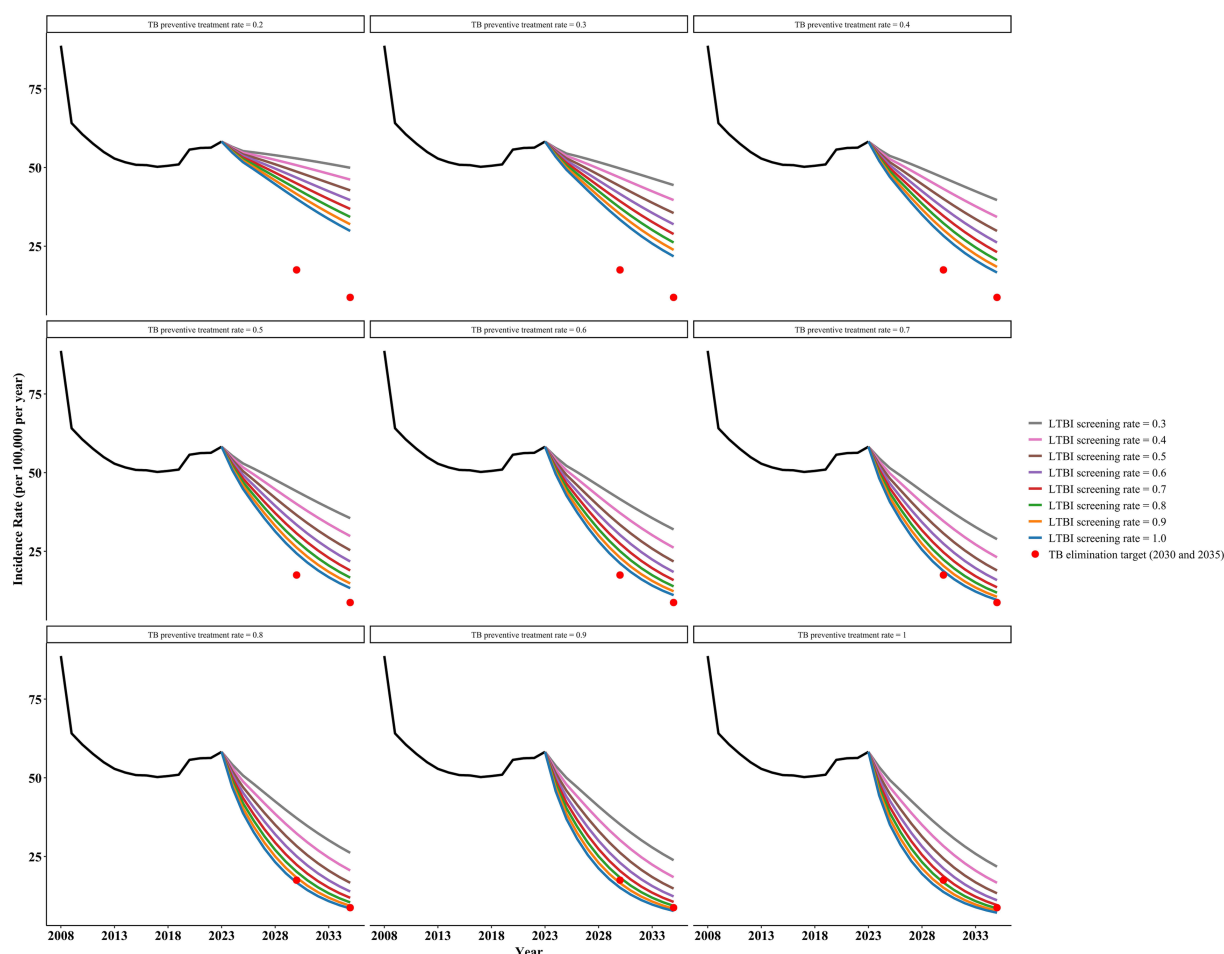 TB preventive treatment rate = 0.2
TB preventive treatment rate = 0.3
TB preventive treatment rate = 0.4
75
50
25
TB preventive treatment rate = 0.5
TB preventive treatment rate = 0.6
TB preventive treatment rate = 0.7
Incidence Rate (per 100,000 per year)
75
50
25
LTBI screening rate = 0.3
LTBI screening rate = 0.4
LTBI screening rate = 0.5
LTBI screening rate = 0.6
LTBI screening rate = 0.7
LTBI screening rate = 0.8
LTBI screening rate = 0.9
LTBI screening rate = 1.0
TB elimination target (2030 and 2035)
TB preventive treatment rate = 0.8
TB preventive treatment rate = 0.9
TB preventive treatment rate = 1
75
50
25
2008 2013 2018 2023 2028 2033
2008 2013 2018 2023 2028 2033
2008 2013 2018 2023 2028 2033
Year